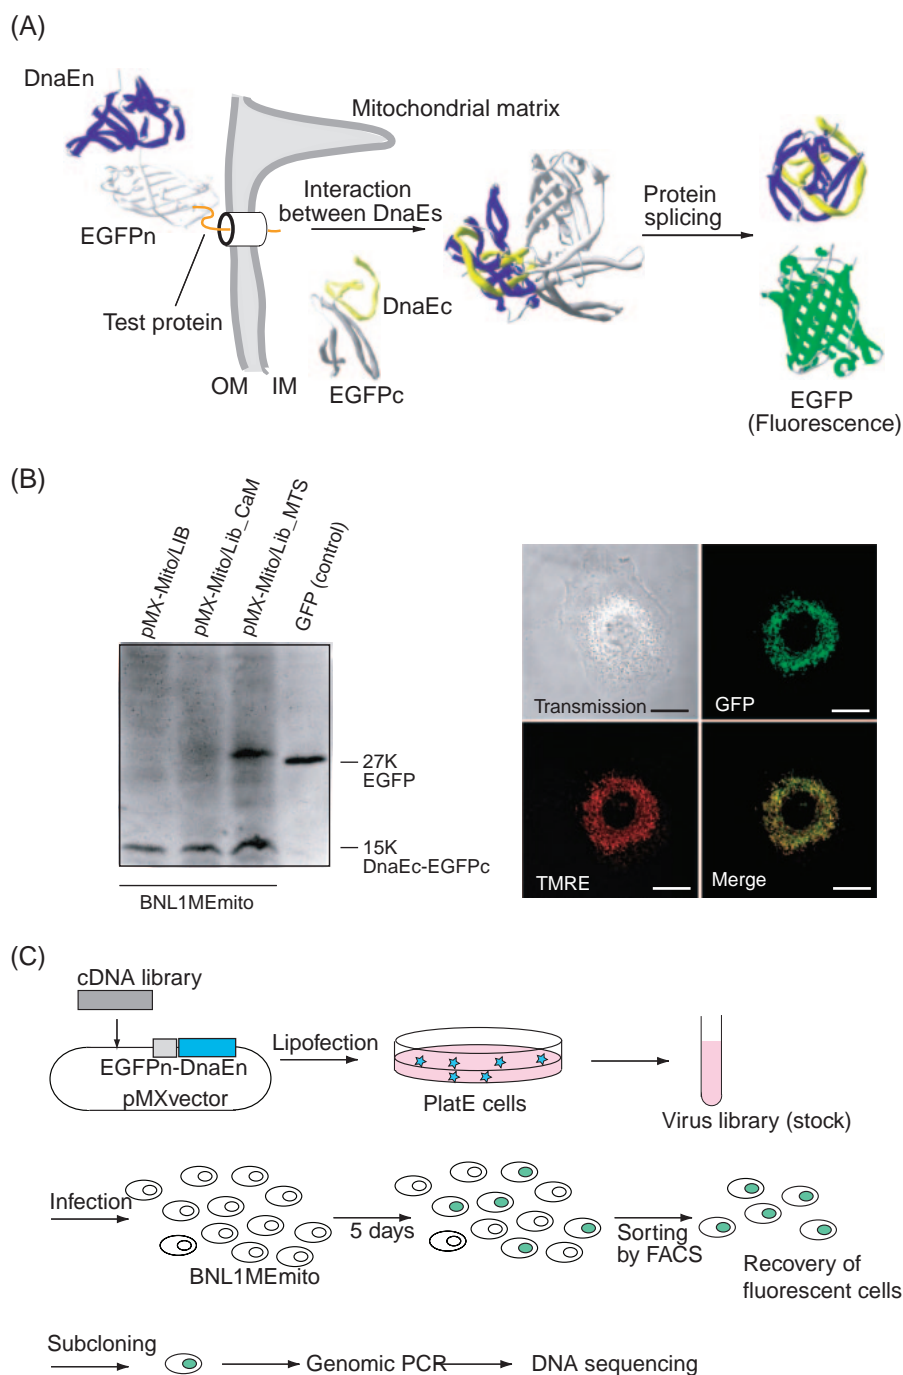 (A)
DnaEn
Mitochondrial matrix
Interaction
between DnaEs
Protein
splicing
EGFPn
DnaEc
Test protein
OM
IM
EGFPc
EGFP
(Fluorescence)
(B)
pMX-Mito/LIB
pMX-Mito/Lib_CaM
pMX-Mito/Lib_MTS
GFP (control)
27K
EGFP
15K
DnaEc-EGFPc
BNL1MEmito
Transmission
GFP
TMRE
Merge
(C)
cDNA library
EGFPn-DnaEn
pMXvector
Lipofection
PlatE cells
Virus library (stock)
Infection
BNL1MEmito
5 days
Sorting
by FACS
Recovery of
fluorescent cells
Subcloning
Genomic PCR
DNA sequencing